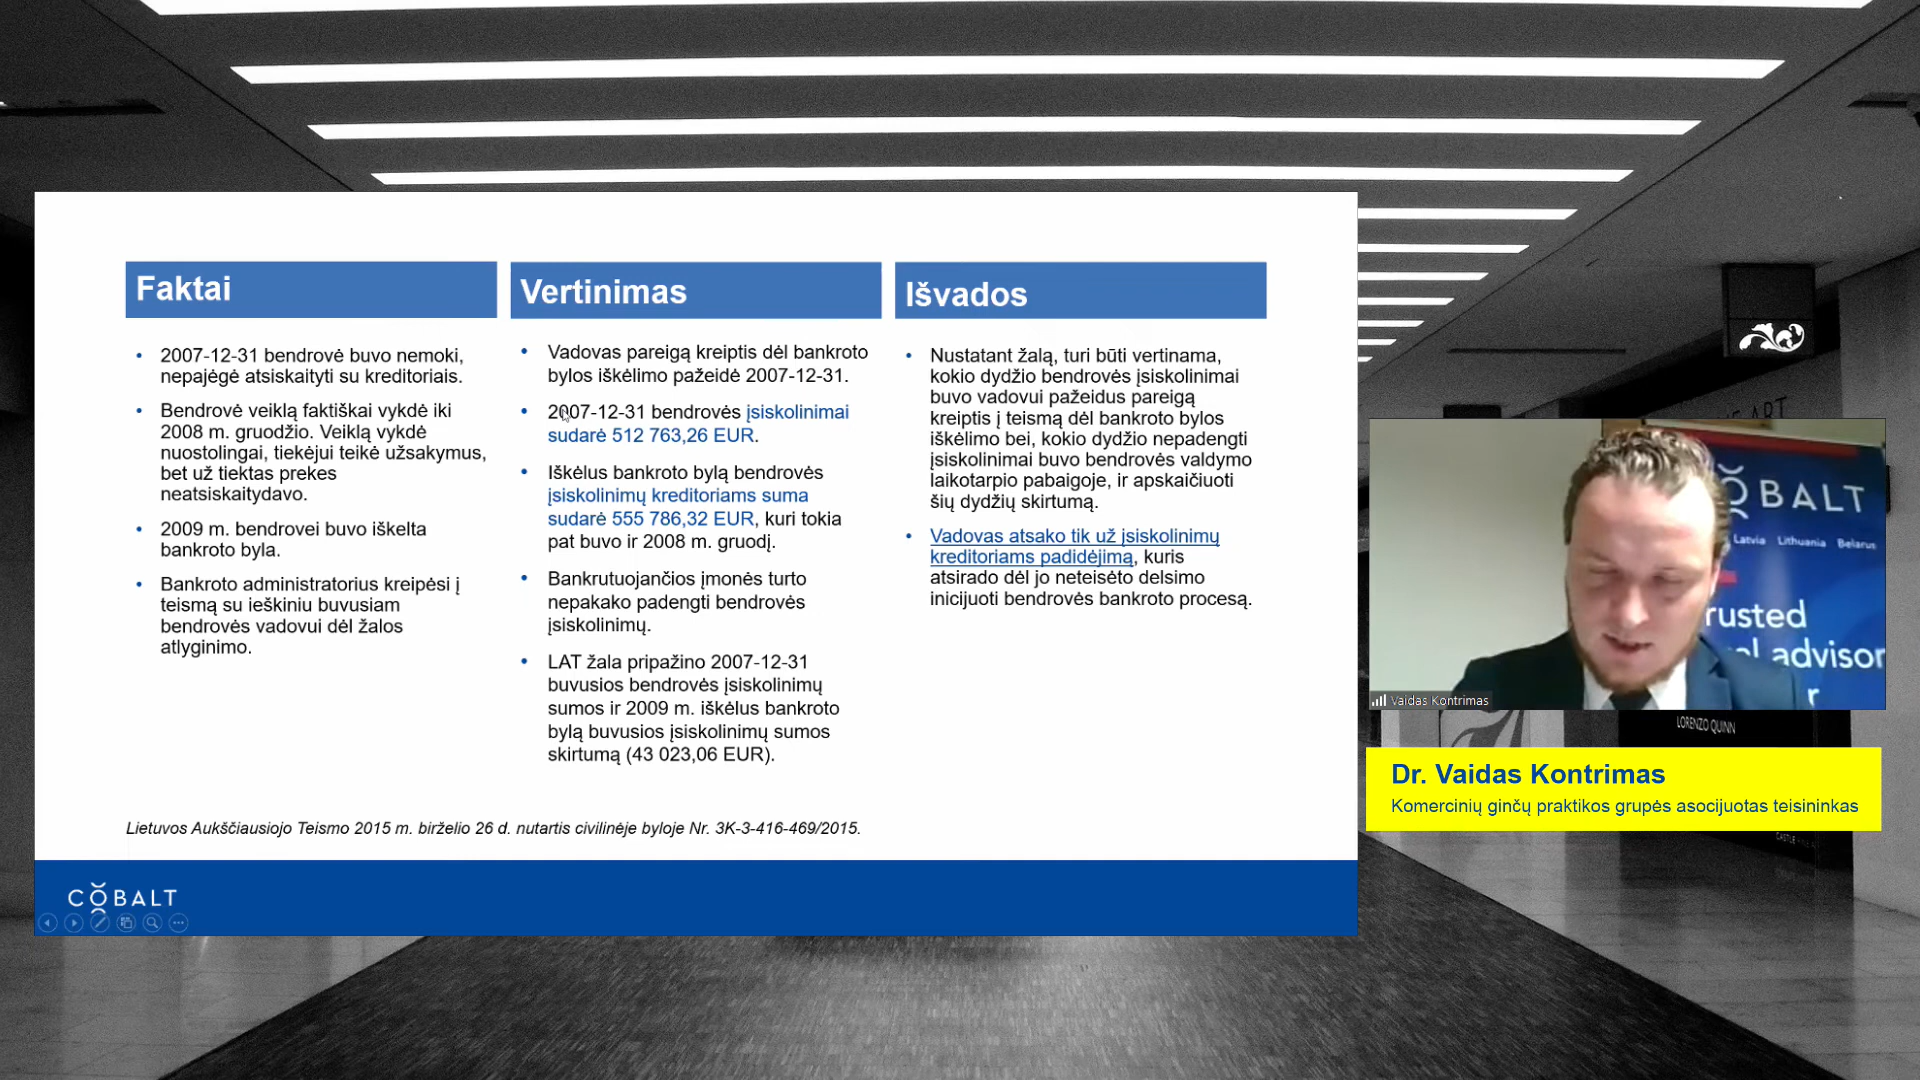 Faktai
2007-12-31 bendrovė buvo nemoki,
nepajėgė atsiskaityti su kreditoriais.
Bendrovė veiklą faktiškai vykdė iki
2008 m. gruodžio. Veiklą vykdė
nuostolingai, tiekėjui teikė užsakymus,
bet už tiektas prekes
neatsiskaitydavo.
2009 m. bendrovei buvo iškelta
bankroto byla.
Bankroto administratorius kreipėsi į
teismą su ieškiniu buvusiam
bendrovės vadovui dėl žalos
atlyginimo.
Vertinimas
Vadovas pareigą kreiptis dėl bankroto
bylos iškėlimo pažeidė 2007-12-31.
2007-12-31 bendrovės įsiskolinimai
sudarė 512 763,26 EUR.
Iškėlus bankroto bylą bendrovės
įsiskolinimų kreditoriams suma
sudarė 555 786,32 EUR, kuri tokia
pat buvo ir 2008 m. gruodį.
Bankrutuojančios įmonės turto
nepakako padengti bendrovės
įsiskolinimų.
LAT žala pripažino 2007-12-31
buvusios bendrovės įsiskolinimų
sumos ir 2009 m. iškėlus bankroto
bylą buvusios įsiskolinimų sumos
skirtumą (43 023,06 EUR).
Išvados
Nustatant žalą, turi būti vertinama,
kokio dydžio bendrovės įsiskolinimai
buvo vadovui pažeidus pareigą
kreiptis į teismą dėl bankroto bylos
iškėlimo bei, kokio dydžio nepadengti
įsiskolinimai buvo bendrovės valdymo
laikotarpio pabaigoje, ir apskaičiuoti
šių dydžių skirtumą.
Vadovas atsako tik už įsiskolinimų
kreditoriams padidėjimą, kuris
atsirado dėl jo neteisėto delsimo
inicijuoti bendrovės bankroto procesą.
Lietuvos Aukščiausiojo Teismo 2015 m. birželio 26 d. nutartis civilinėje byloje Nr. 3K-3-416-469/2015.
COBALT
ART
OBALT
Latvia Lithuania Belarus
rusted
advisor
r
Vaidas Kontrimas
LORENZO QUINN
Dr. Vaidas Kontrimas
Komercinių ginčų praktikos grupės asocijuotas teisininkas